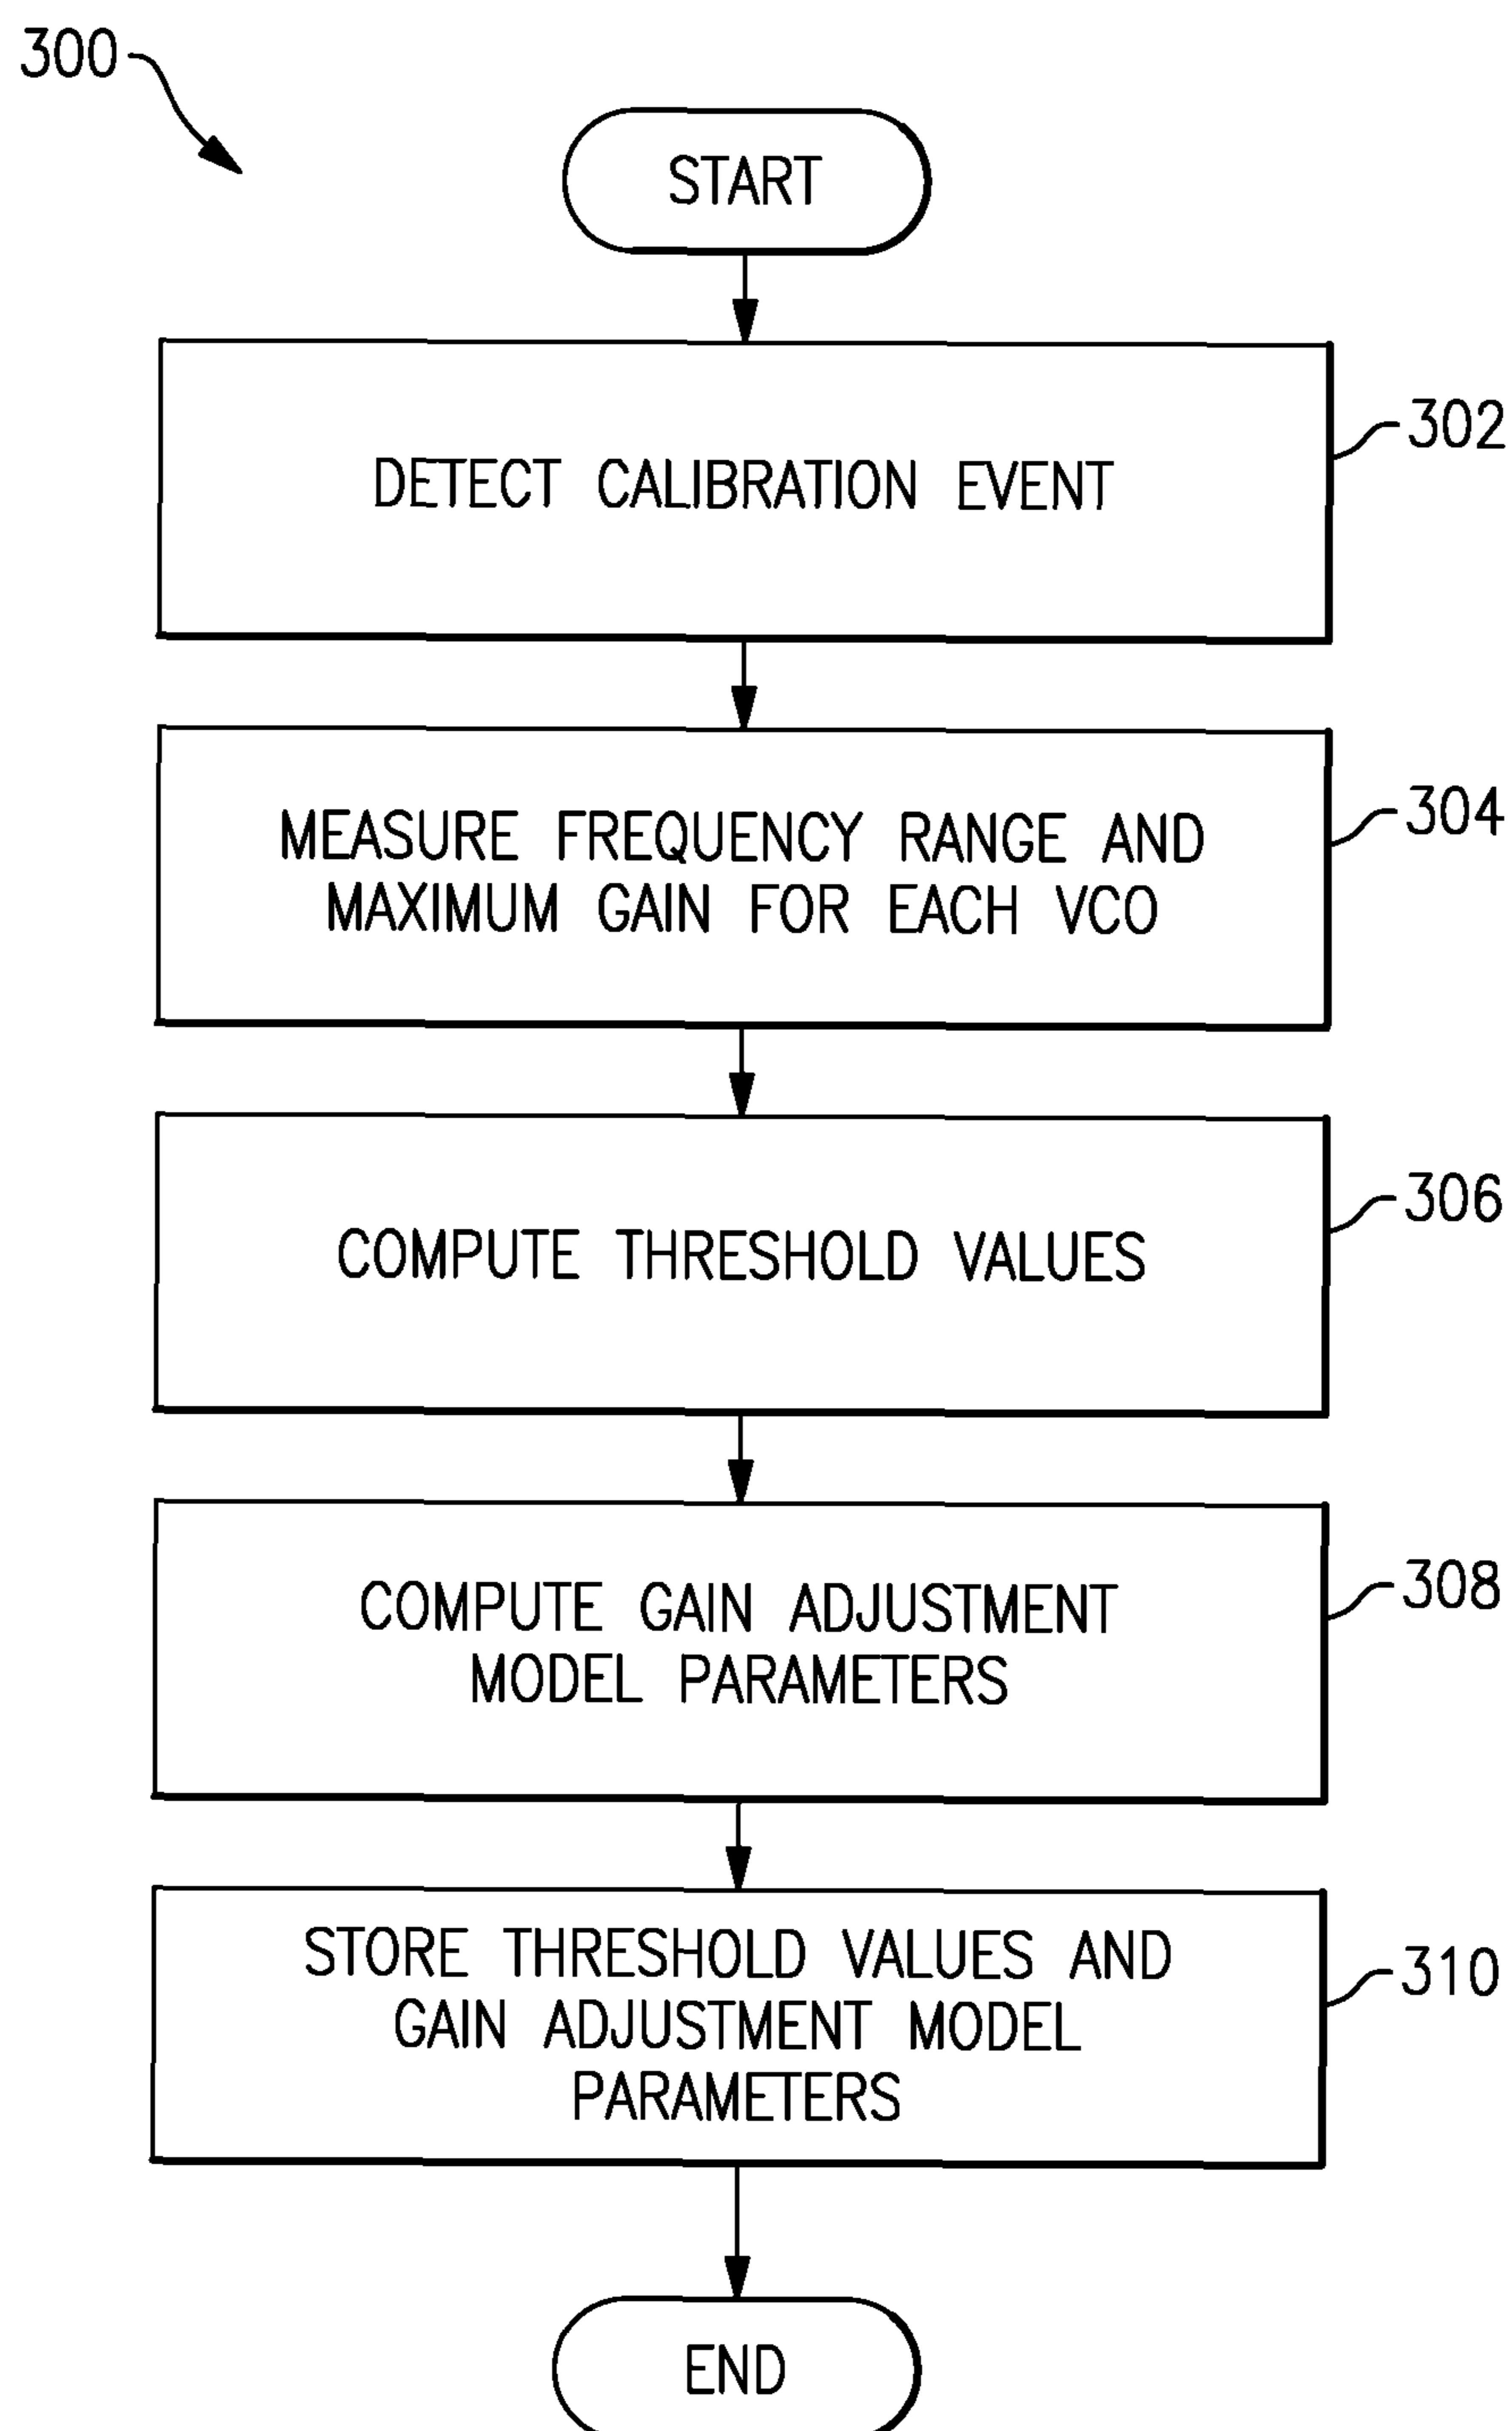 300
START
DETECT CALIBRATION EVENT
302
MEASURE FREQUENCY RANGE AND
MAXIMUM GAIN FOR EACH VCO
304
COMPUTE THRESHOLD VALUES
306
COMPUTE GAIN ADJUSTMENT
MODEL PARAMETERS
308
STORE THRESHOLD VALUES AND
GAIN ADJUSTMENT MODEL
PARAMETERS
310
END